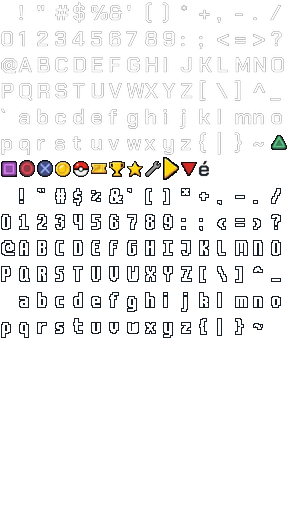 ! " # $ % & ' ( ) * + , - . /
0 1 2 3 4 5 6 7 8 9 : ; < = > ?
@ A B C D E F G H I J K L M N O
P Q R S T U V W X Y Z [ \ ] ^ _
` a b c d e f g h i j k l m n o
p q r s t u v w x y z { | } ~
é
! " # $ % & ' ( ) * + , - . /
0 1 2 3 4 5 6 7 8 9 : ; < = > ?
@ A B C D E F G H I J K L M N O
P Q R S T U V W X Y Z [ \ ] ^ _
a b c d e f g h i j k l m n o
p q r s t u v w x y z { | } ~